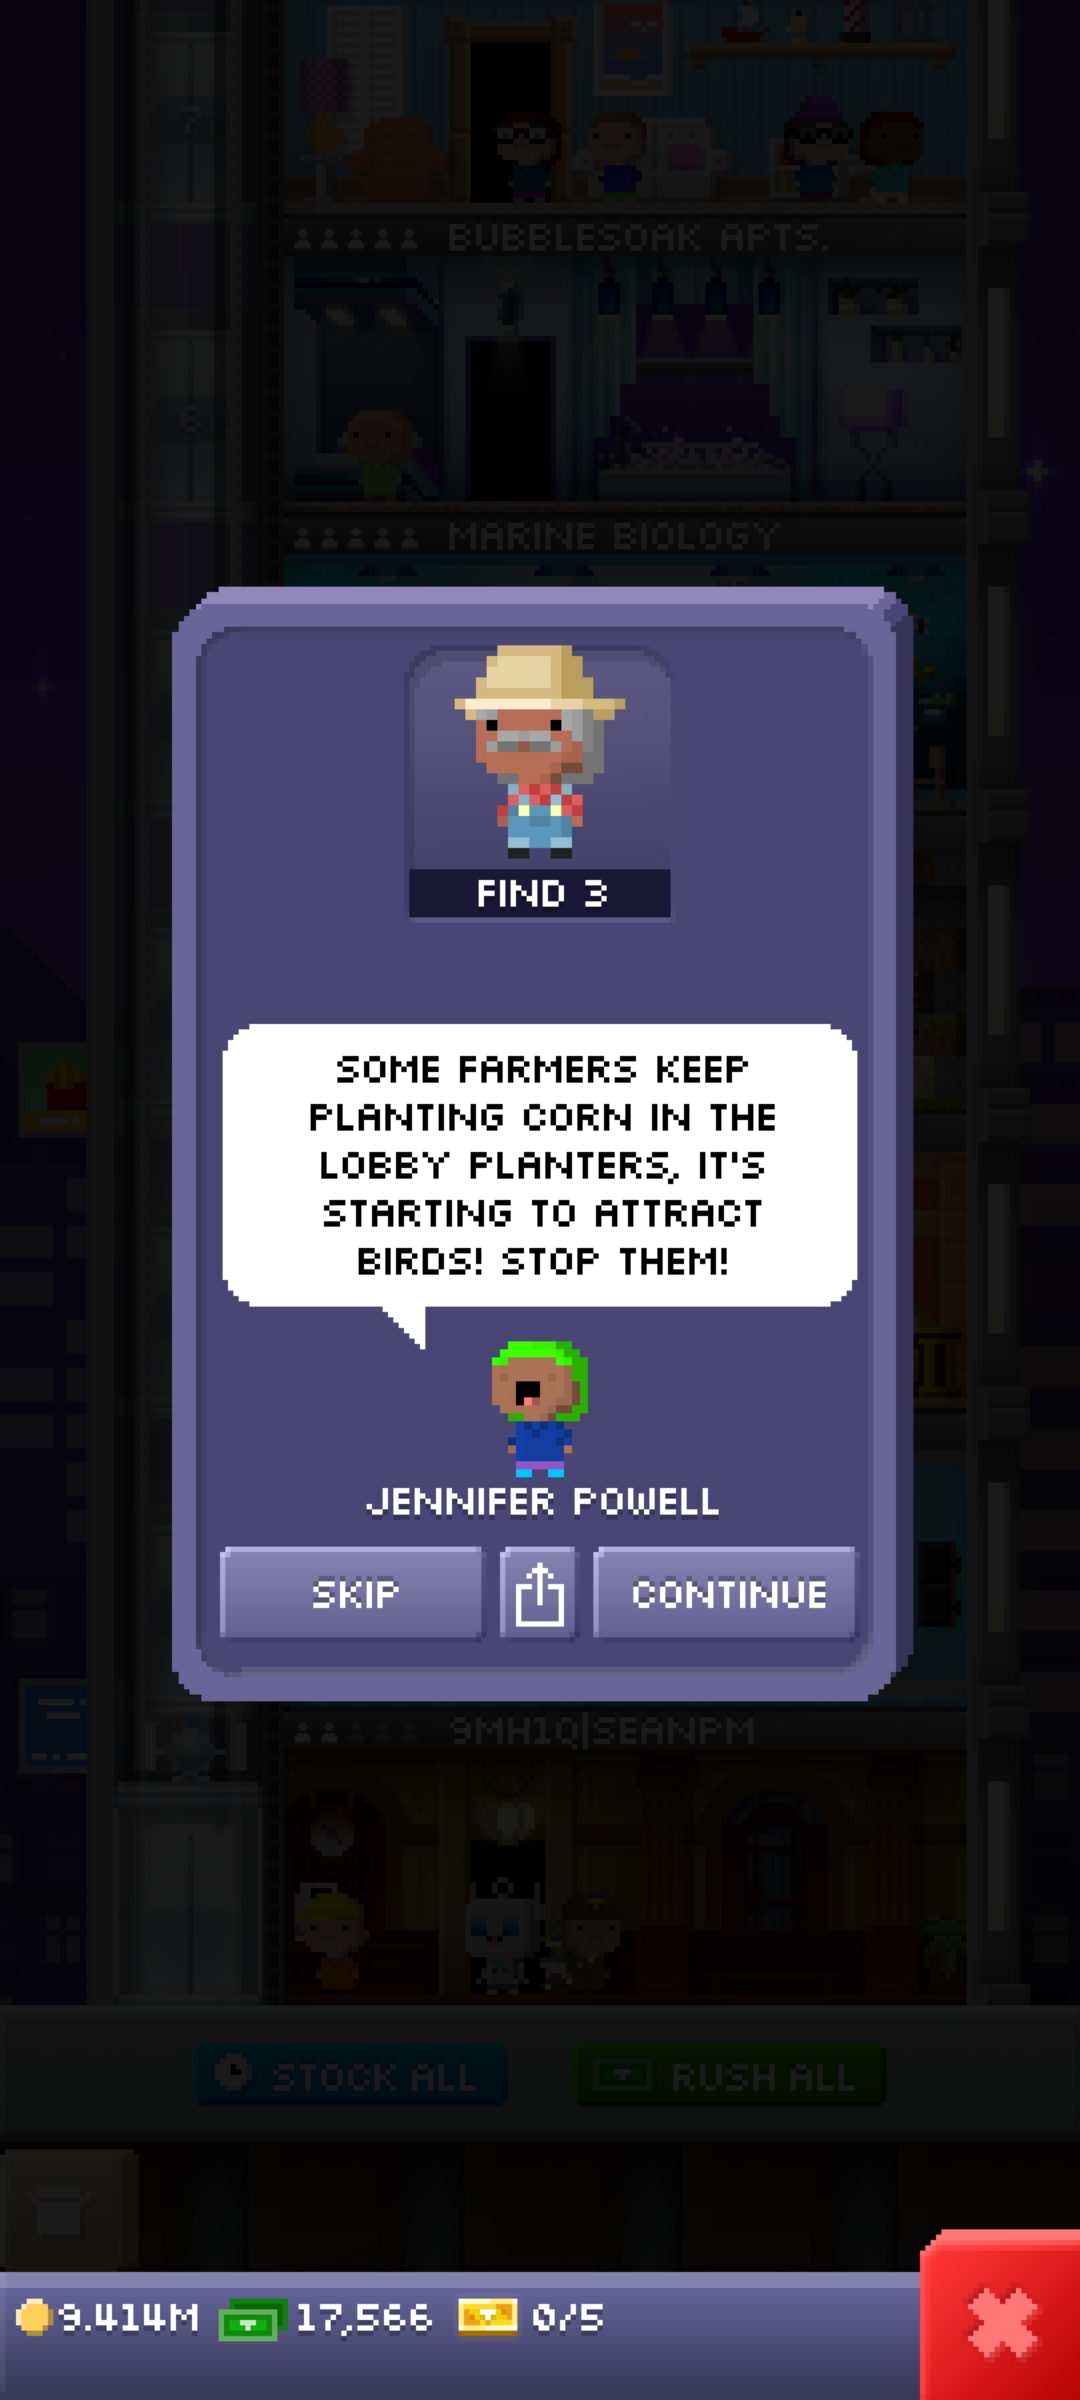 7
BUBBLESOAK APTS.
6
MARINE BIOLOGY
FIND 3
SOME FARMERS KEEP
PLANTING CORN IN THE
LOBBY PLANTERS, IT'S
STARTING TO ATTRACT
BIRDS! STOP THEM!
JENNIFER POWELL
SKIP
CONTINUE
9MH1Q|SEANPM
STOCK ALL
RUSH ALL
9.414M
17,566
0/5